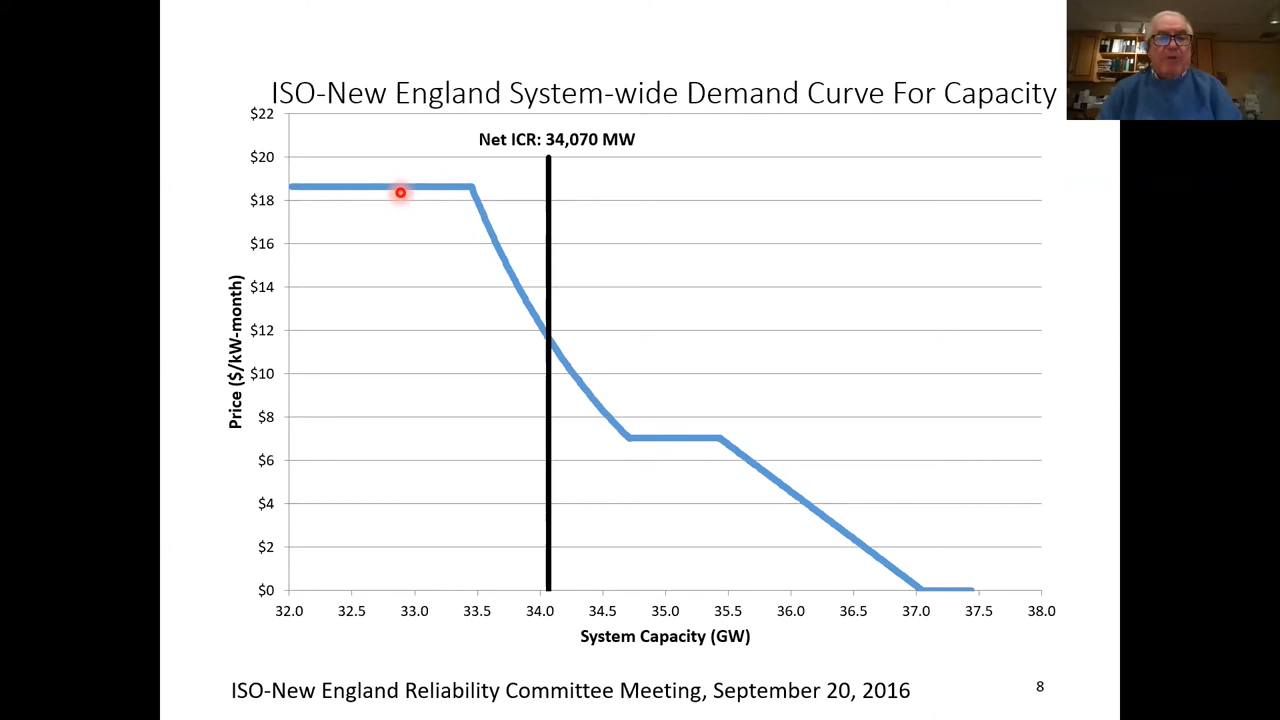 ISO-New England System-wide Demand Curve For Capacity
Net ICR: 34,070 MW
$22
$20
$18
$16
$14
$12
$10
$8
$6
$4
$2
$0
Price ($/kW-month)
32.0 32.5 33.0 33.5 34.0 34.5 35.0 35.5 36.0 36.5 37.0 37.5 38.0
System Capacity (GW)
ISO-New England Reliability Committee Meeting, September 20, 2016
8